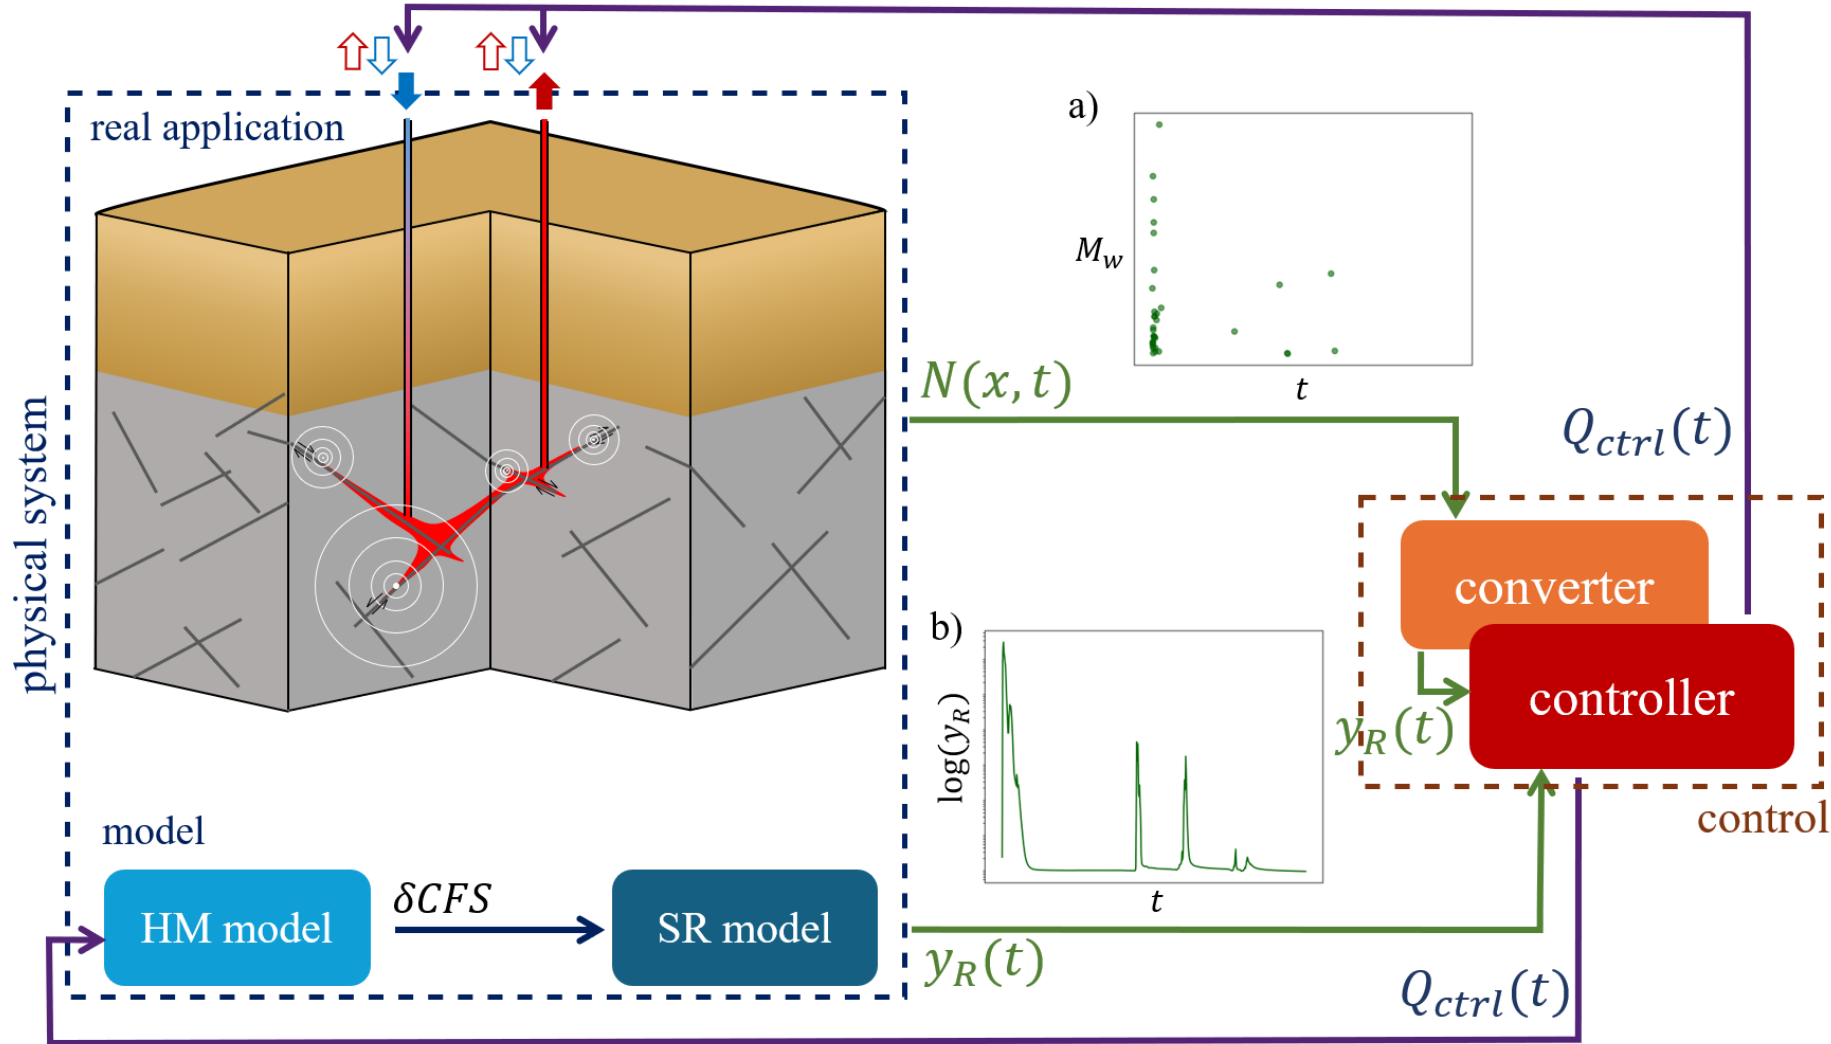 real application
physical system
a)
M_w
t
N(x, t)
Q_ctrl(t)
converter
controller
y_R(t)
control
b)
log(y_R)
t
model
HM model
δCFS
SR model
y_R(t)
Q_ctrl(t)